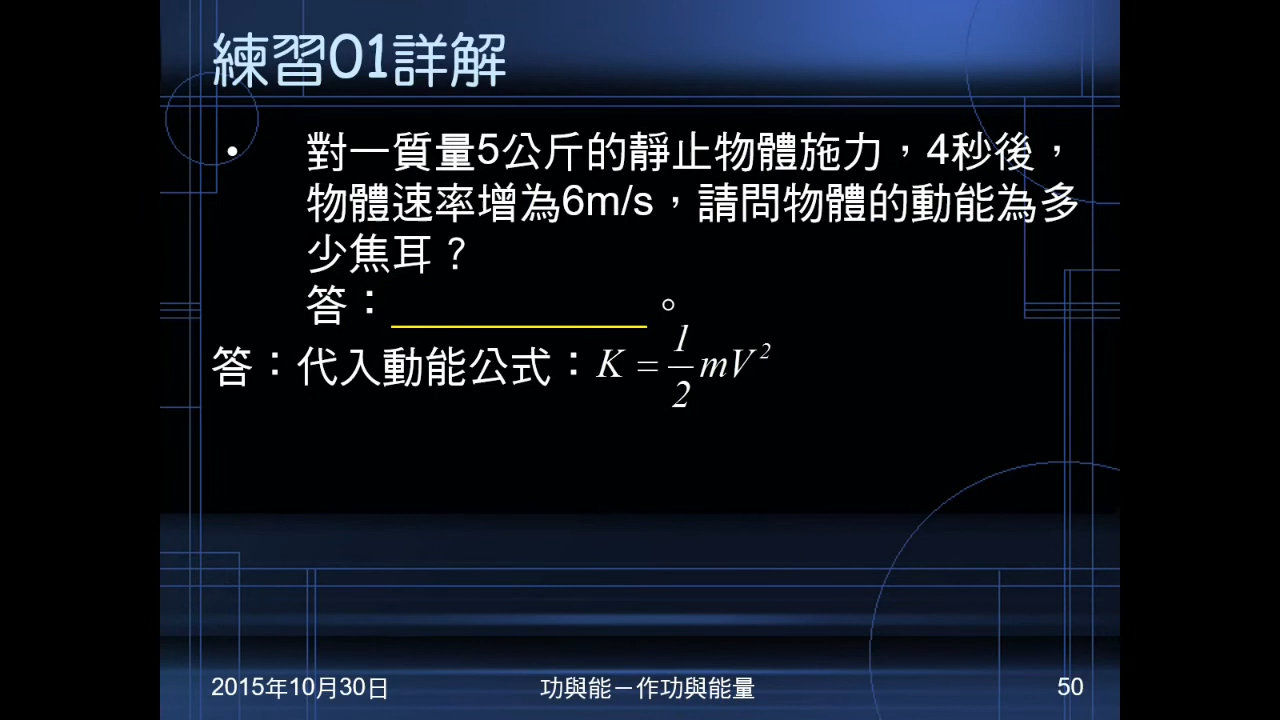 練習01詳解
• 對一質量5公斤的靜止物體施力，4秒後，
物體速率增為6m/s，請問物體的動能為多
少焦耳？
答：____________。
答：代入動能公式：K = 1/2 mV²
2015年10月30日 功與能－作功與能量 50